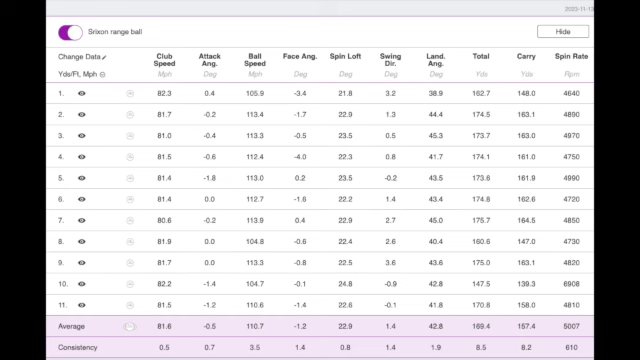 2023-11-13
Srixon range ball Hide
Change Data Club Speed Attack Ang. Ball Speed Face Ang. Spin Loft Swing Dir. Land. Ang. Total Carry Spin Rate
Yds/Ft, Mph Mph Deg Mph Deg Deg Deg Deg Yds Yds Rpm
1. 82.3 0.4 105.9 -3.4 21.8 3.2 38.9 162.7 148.0 4640
2. 81.7 -0.2 113.4 -1.7 22.9 1.3 44.4 174.5 163.1 4890
3. 81.0 -0.4 113.3 -0.5 23.5 0.5 45.3 173.7 163.0 4970
4. 81.5 -0.6 112.4 -4.0 22.3 0.8 41.7 174.1 161.0 4750
5. 81.4 -1.8 113.0 0.2 23.5 -0.2 43.5 173.6 161.9 4990
6. 81.4 0.0 112.7 -1.6 22.2 1.4 43.4 174.8 162.6 4720
7. 80.6 -0.2 113.9 0.4 22.9 2.7 45.0 175.7 164.5 4850
8. 81.9 0.0 104.8 -0.6 22.4 2.6 40.4 160.6 147.0 4730
9. 81.7 0.0 113.3 -0.8 22.5 3.6 43.6 175.0 163.1 4820
10. 82.2 -1.4 104.7 -0.1 24.8 -0.9 42.8 147.5 139.3 6908
11. 81.5 -1.2 110.6 -1.4 22.6 -0.1 41.8 170.8 158.0 4810
Average 81.6 -0.5 110.7 -1.2 22.9 1.4 42.8 169.4 157.4 5007
Consistency 0.5 0.7 3.5 1.4 0.8 1.4 1.9 8.5 8.2 610